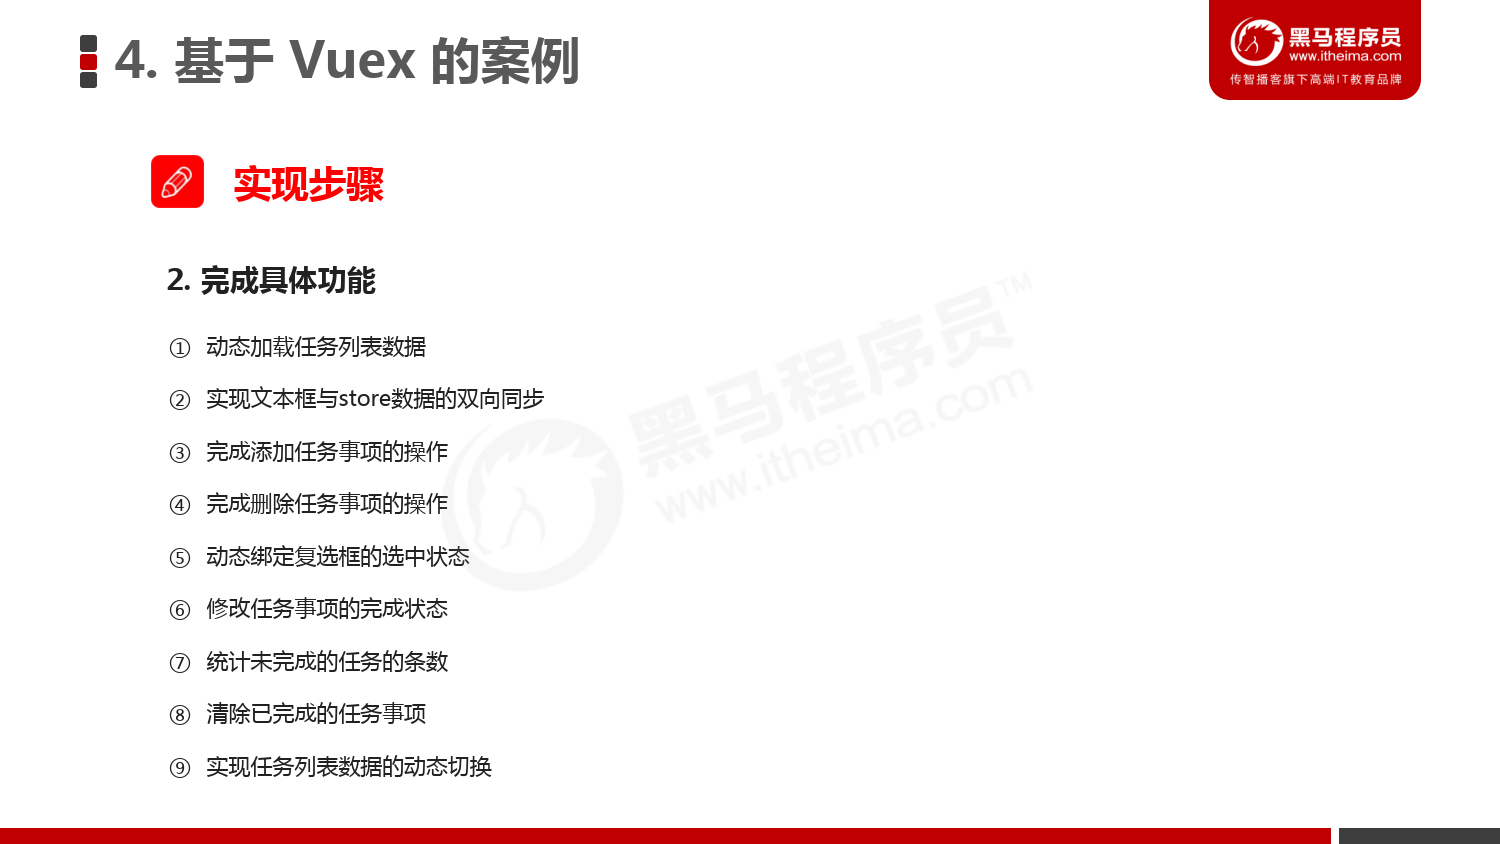 4. 基于 Vuex 的案例
黑马程序员
www.itheima.com
传智播客旗下高端IT教育品牌
实现步骤
2. 完成具体功能
① 动态加载任务列表数据
② 实现文本框与store数据的双向同步
③ 完成添加任务事项的操作
④ 完成删除任务事项的操作
⑤ 动态绑定复选框的选中状态
⑥ 修改任务事项的完成状态
⑦ 统计未完成的任务的条数
⑧ 清除已完成的任务事项
⑨ 实现任务列表数据的动态切换
黑马程序员™
www.itheima.com